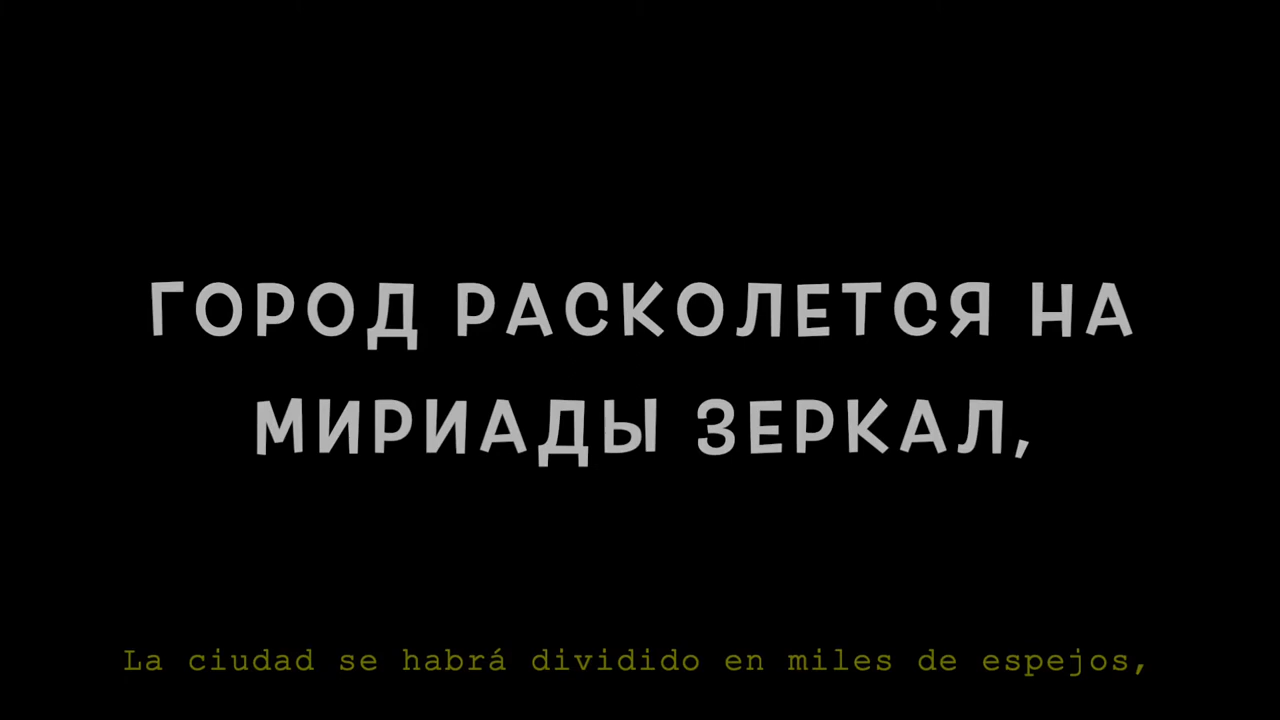 ГОРОД РАСКОЛЕТСЯ НА
МИРИАДЫ ЗЕРКАЛ,
La ciudad se habrá dividido en miles de espejos,